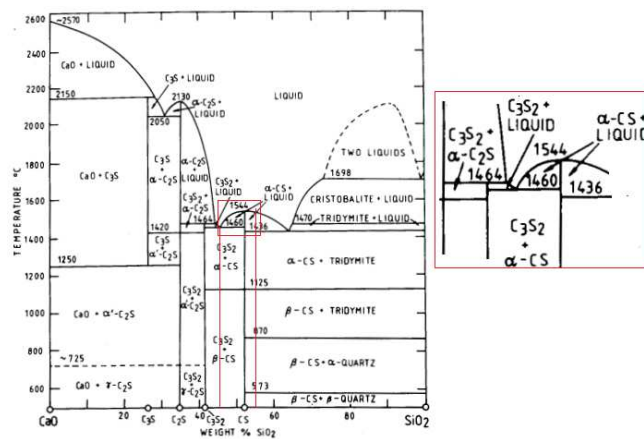 2600
~2570
2400
2200
2150
2000
1800
1600
1400
1200
1000
800
600
TEMPERATURE °C
CaO + LIQUID
C3S + LIQUID
2130
α-C2S +
LIQUID
2050
LIQUID
TWO LIQUIDS
1698
CRISTOBALITE + LIQUID
1470
TRIDYMITE + LIQUID
CaO + C3S
C3S
+
α-C2S
α-C2S
+
LIQUID
C3S2 +
α-C2S
C3S2 +
LIQUID
α-CS +
LIQUID
1544
1464
1460
1436
1420
C3S
+
α'-C2S
1250
C3S2
+
α'-C2S
C3S2
+
α-CS
α-CS + TRIDYMITE
1125
CaO + α'-C2S
β-CS + TRIDYMITE
870
C3S2
+
β-CS
β-CS + α-QUARTZ
~725
CaO + γ-C2S
C3S2
+
γ-C2S
573
β-CS + β-QUARTZ
0
20
40
60
80
100
CaO
C3S
C2S
C3S2
CS
SiO2
WEIGHT % SiO2
C3S2 +
α-C2S
C3S2 +
LIQUID
α-CS +
LIQUID
1544
1464
1460
1436
C3S2
+
α-CS